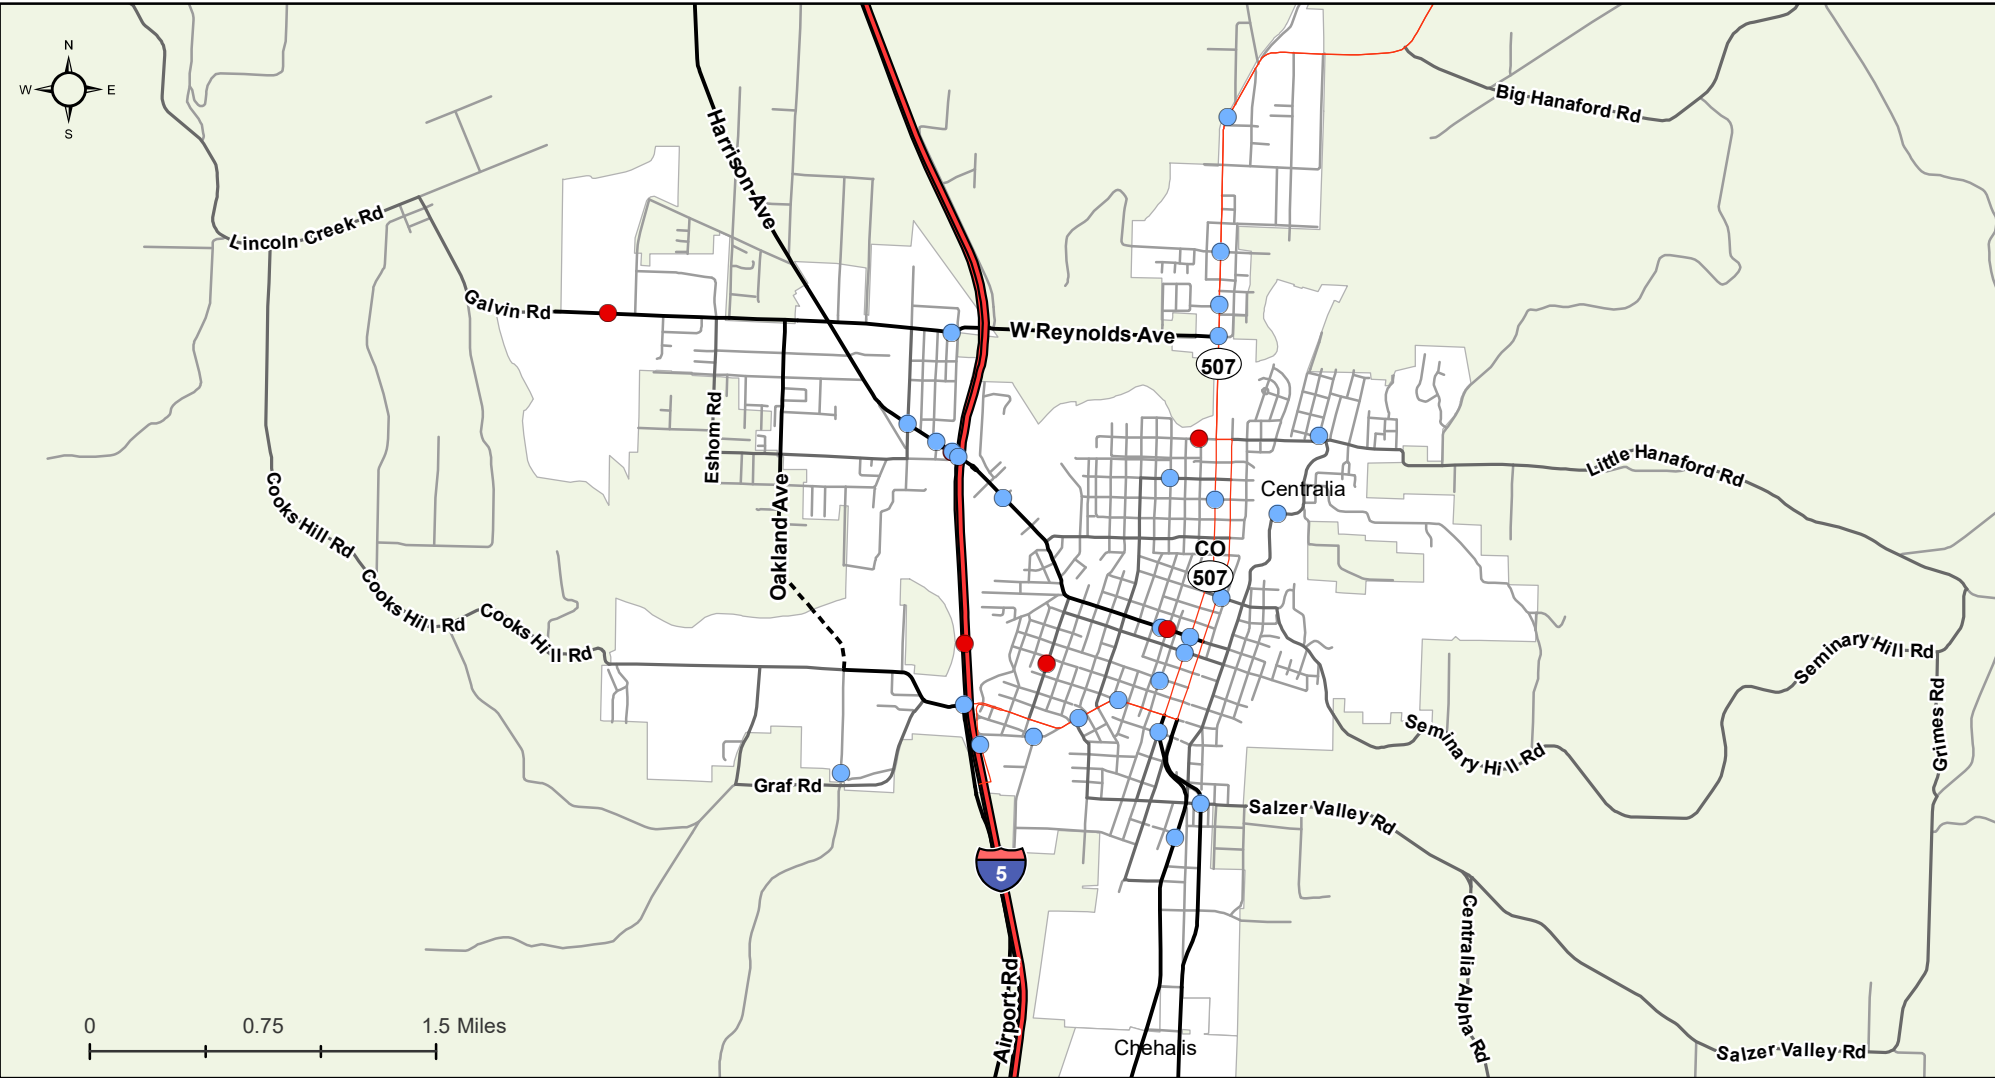 N
W E
S
Big Hanaford Rd
Harrison Ave
Lincoln Creek Rd
Galvin Rd
W Reynolds Ave
507
Eshom Rd
Little Hanaford Rd
Centralia
Cooks Hill Rd
Oakland Ave
CO
507
Cooks Hill Rd
Cooks Hill Rd
Seminary Hill Rd
Grimes Rd
Seminary Hill Rd
Graf Rd
Salzer Valley Rd
5
Centralia Alpha Rd
Airport Rd
0 0.75 1.5 Miles
Chehalis
Salzer Valley Rd